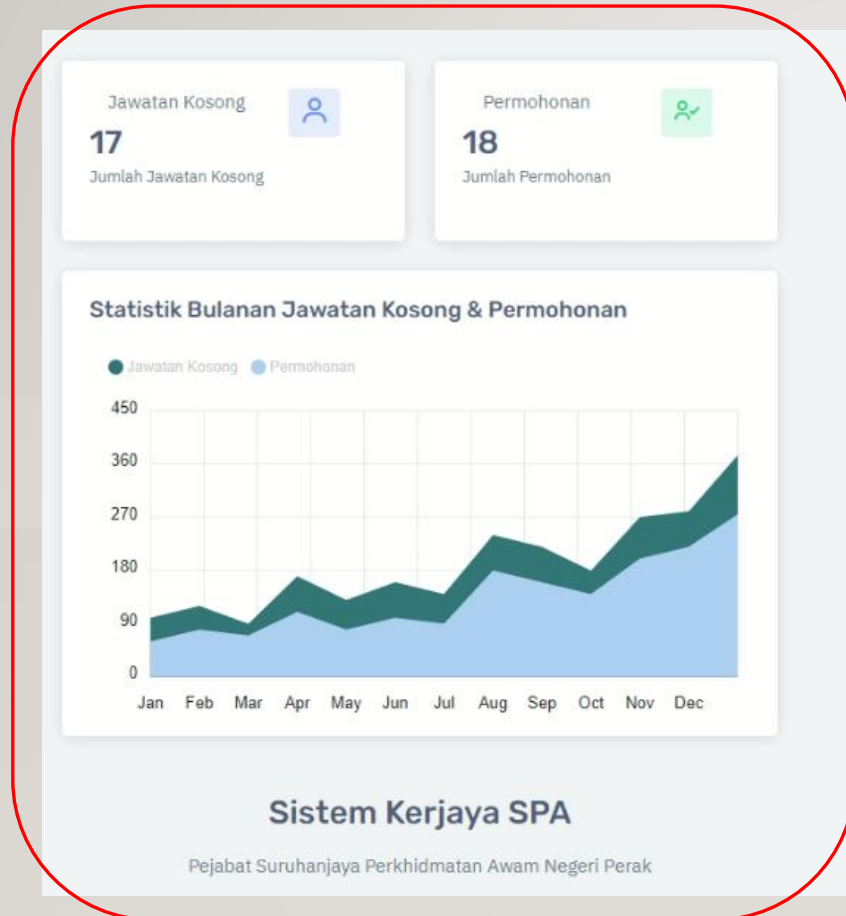 Jawatan Kosong
17
Jumlah Jawatan Kosong
Permohonan
18
Jumlah Permohonan
Statistik Bulanan Jawatan Kosong & Permohonan
Jawatan Kosong Permohonan
450
360
270
180
90
0
Jan Feb Mar Apr May Jun Jul Aug Sep Oct Nov Dec
Sistem Kerjaya SPA
Pejabat Suruhanjaya Perkhidmatan Awam Negeri Perak